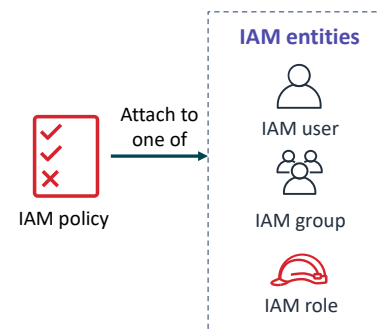 IAM entities
Attach to
one of
IAM user
IAM policy
IAM group
IAM role